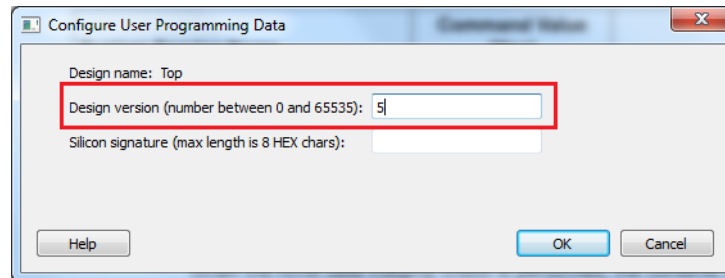 Configure User Programming Data
Design name: Top
Design version (number between 0 and 65535): 5
Silicon signature (max length is 8 HEX chars):
Help OK Cancel